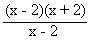 (x - 2)(x + 2)
x - 2